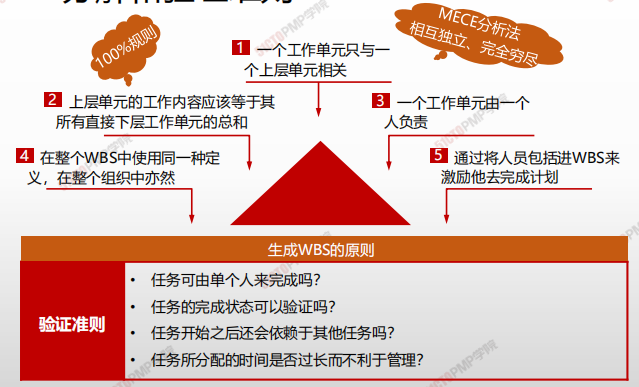 100%规则
MECE分析法
相互独立、完全穷尽
1 一个工作单元只与一
个上层单元相关
2 上层单元的工作内容应该等于其
所有直接下层工作单元的总和
3 一个工作单元由一个
人负责
4 在整个WBS中使用同一种定
义，在整个组织中亦然
5 通过将人员包括进WBS来
激励他去完成计划
生成WBS的原则
验证准则
• 任务可由单个人来完成吗？
• 任务的完成状态可以验证吗？
• 任务开始之后还会依赖于其他任务吗？
• 任务所分配的时间是否过长而不利于管理？